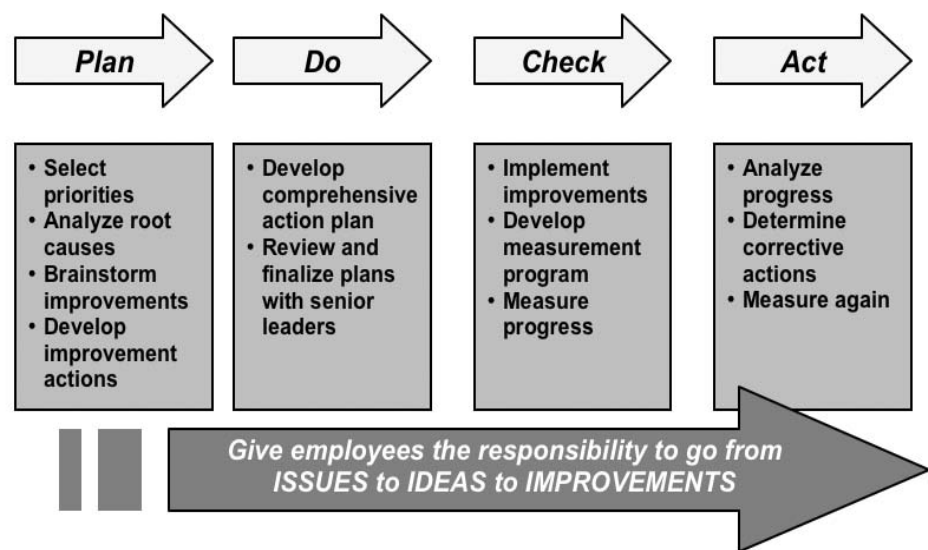 Plan
Do
Check
Act
• Select
priorities
• Analyze root
causes
• Brainstorm
improvements
• Develop
improvement
actions
• Develop
comprehensive
action plan
• Review and
finalize plans
with senior
leaders
• Implement
improvements
• Develop
measurement
program
• Measure
progress
• Analyze
progress
• Determine
corrective
actions
• Measure again
Give employees the responsibility to go from
ISSUES to IDEAS to IMPROVEMENTS